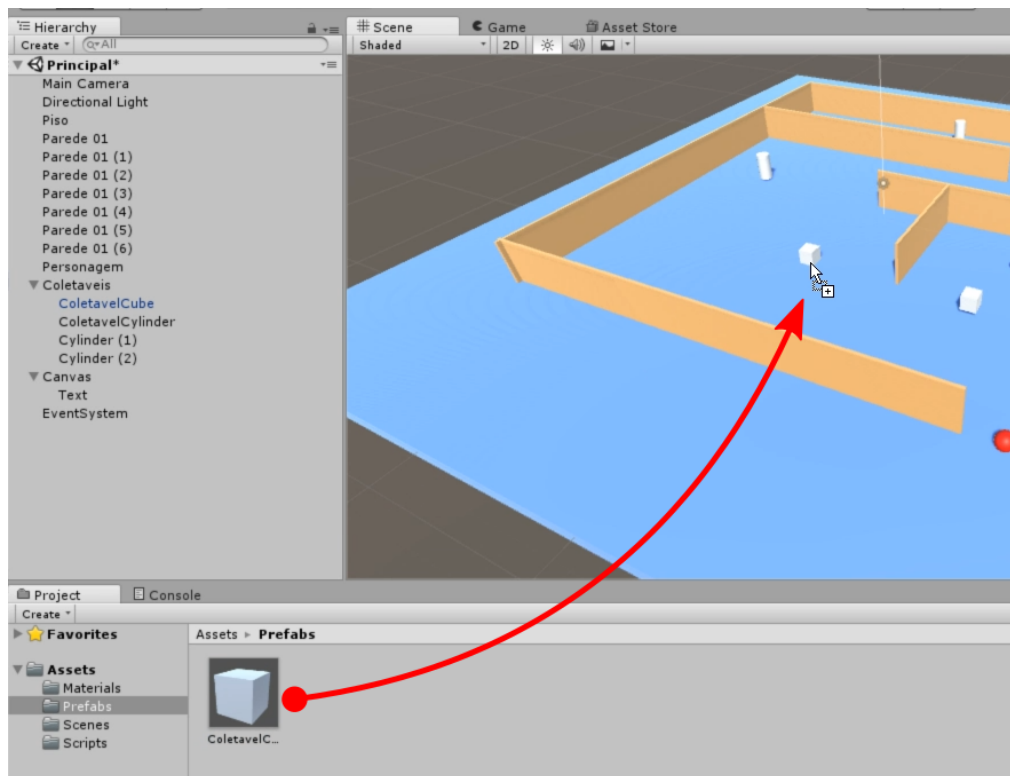 Hierarchy
Create All
Principal*
Main Camera
Directional Light
Piso
Parede 01
Parede 01 (1)
Parede 01 (2)
Parede 01 (3)
Parede 01 (4)
Parede 01 (5)
Parede 01 (6)
Personagem
Coletaveis
ColetavelCube
ColetavelCylinder
Cylinder (1)
Cylinder (2)
Canvas
Text
EventSystem
Scene Game Asset Store
Shaded 2D
Project Console
Create
Favorites
Assets
Materials
Prefabs
Scenes
Scripts
Assets Prefabs
ColetavelC...